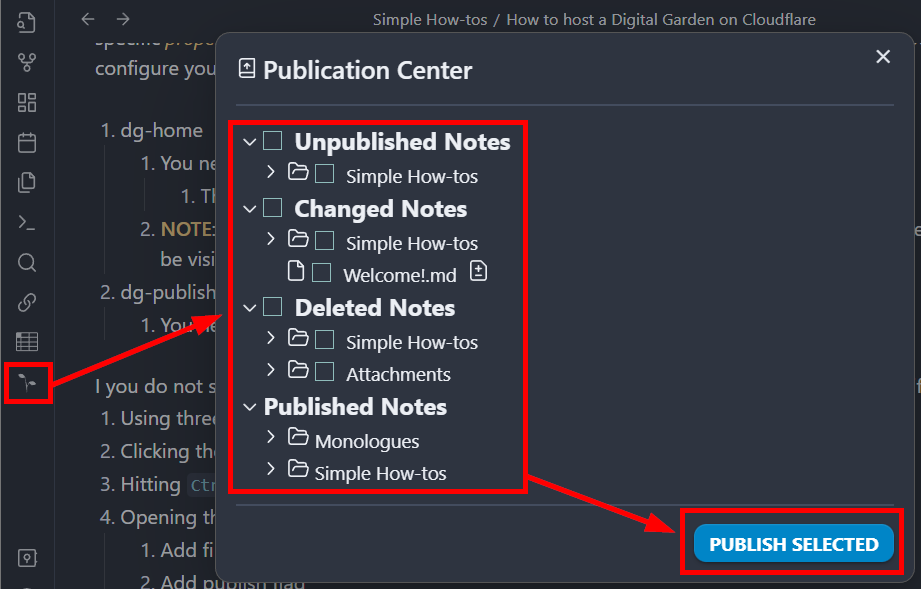 Simple How-tos / How to host a Digital Garden on Cloudflare
configure you
Publication Center
1. dg-home
1. You ne
1. Th
2. NOTE:
be visi
2. dg-publish
1. You ne
I you do not s
1. Using three
2. Clicking the
3. Hitting Ctr
4. Opening th
1. Add fi
2. Add publish flag
Unpublished Notes
Simple How-tos
Changed Notes
Simple How-tos
Welcome!.md
Deleted Notes
Simple How-tos
Attachments
Published Notes
Monologues
Simple How-tos
PUBLISH SELECTED